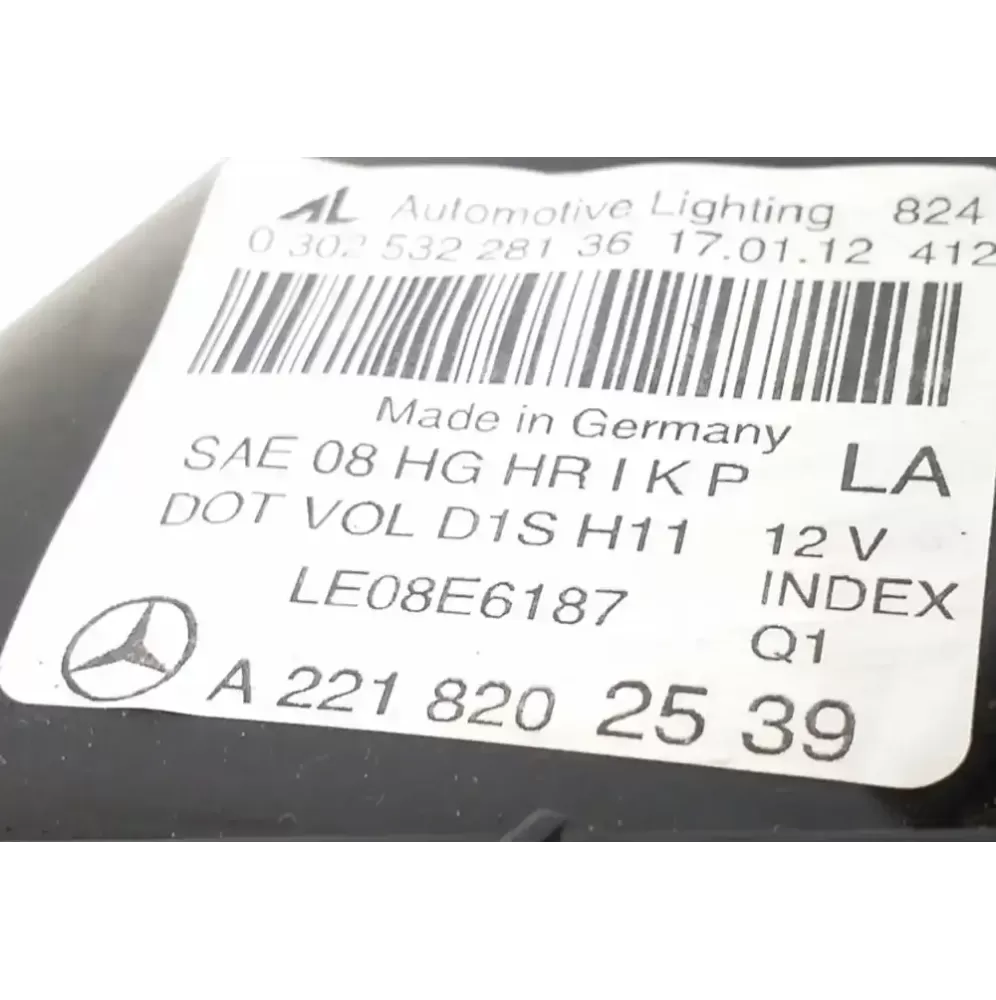 AL Automotive Lighting 824
0 302 532 281 36 17.01.12 412
Made in Germany
SAE 08 HG HR I K P LA
DOT VOL D1S H11 12 V
LE08E6187 INDEX
Q1
A 221 820 25 39